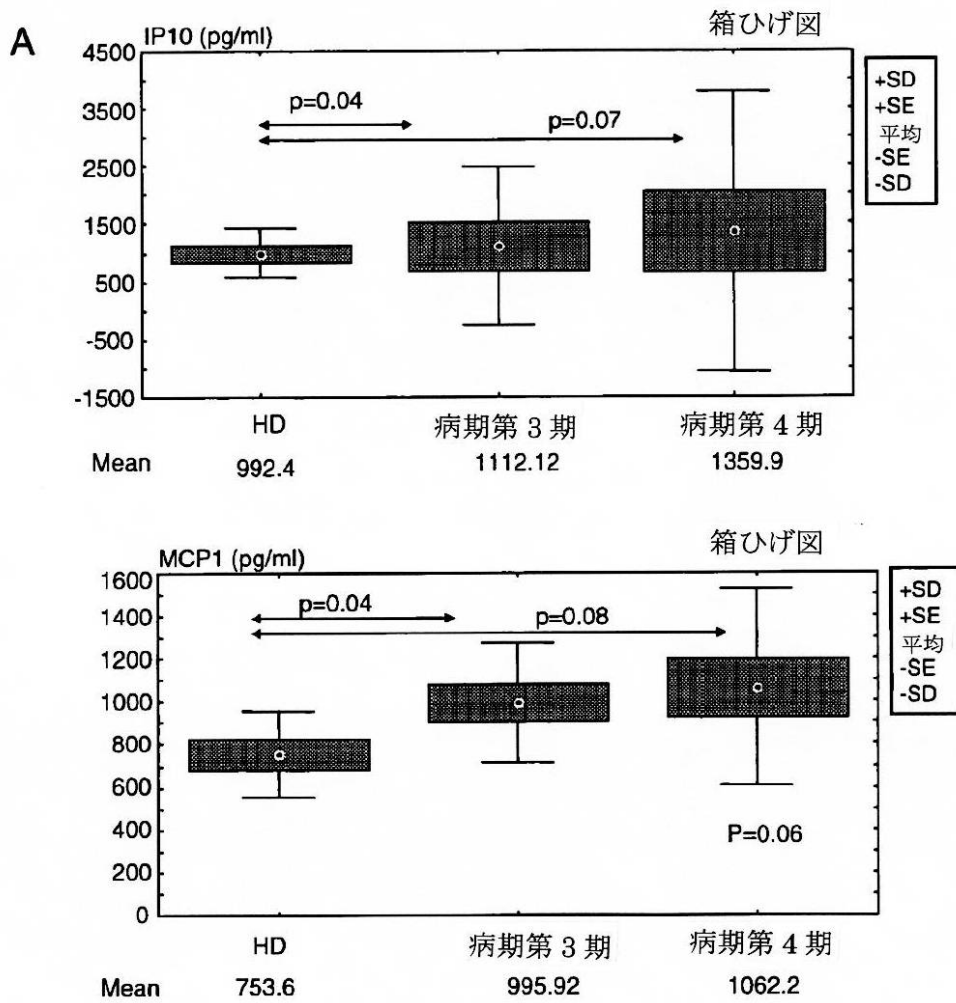 A
IP10 (pg/ml)
箱ひげ図
4500
3500
2500
1500
500
-500
-1500
p=0.04
p=0.07
+SD
+SE
平均
-SE
-SD
HD
病期第3期
病期第4期
Mean
992.4
1112.12
1359.9
MCP1 (pg/ml)
箱ひげ図
1600
1400
1200
1000
800
600
400
200
0
p=0.04
p=0.08
P=0.06
+SD
+SE
平均
-SE
-SD
HD
病期第3期
病期第4期
Mean
753.6
995.92
1062.2